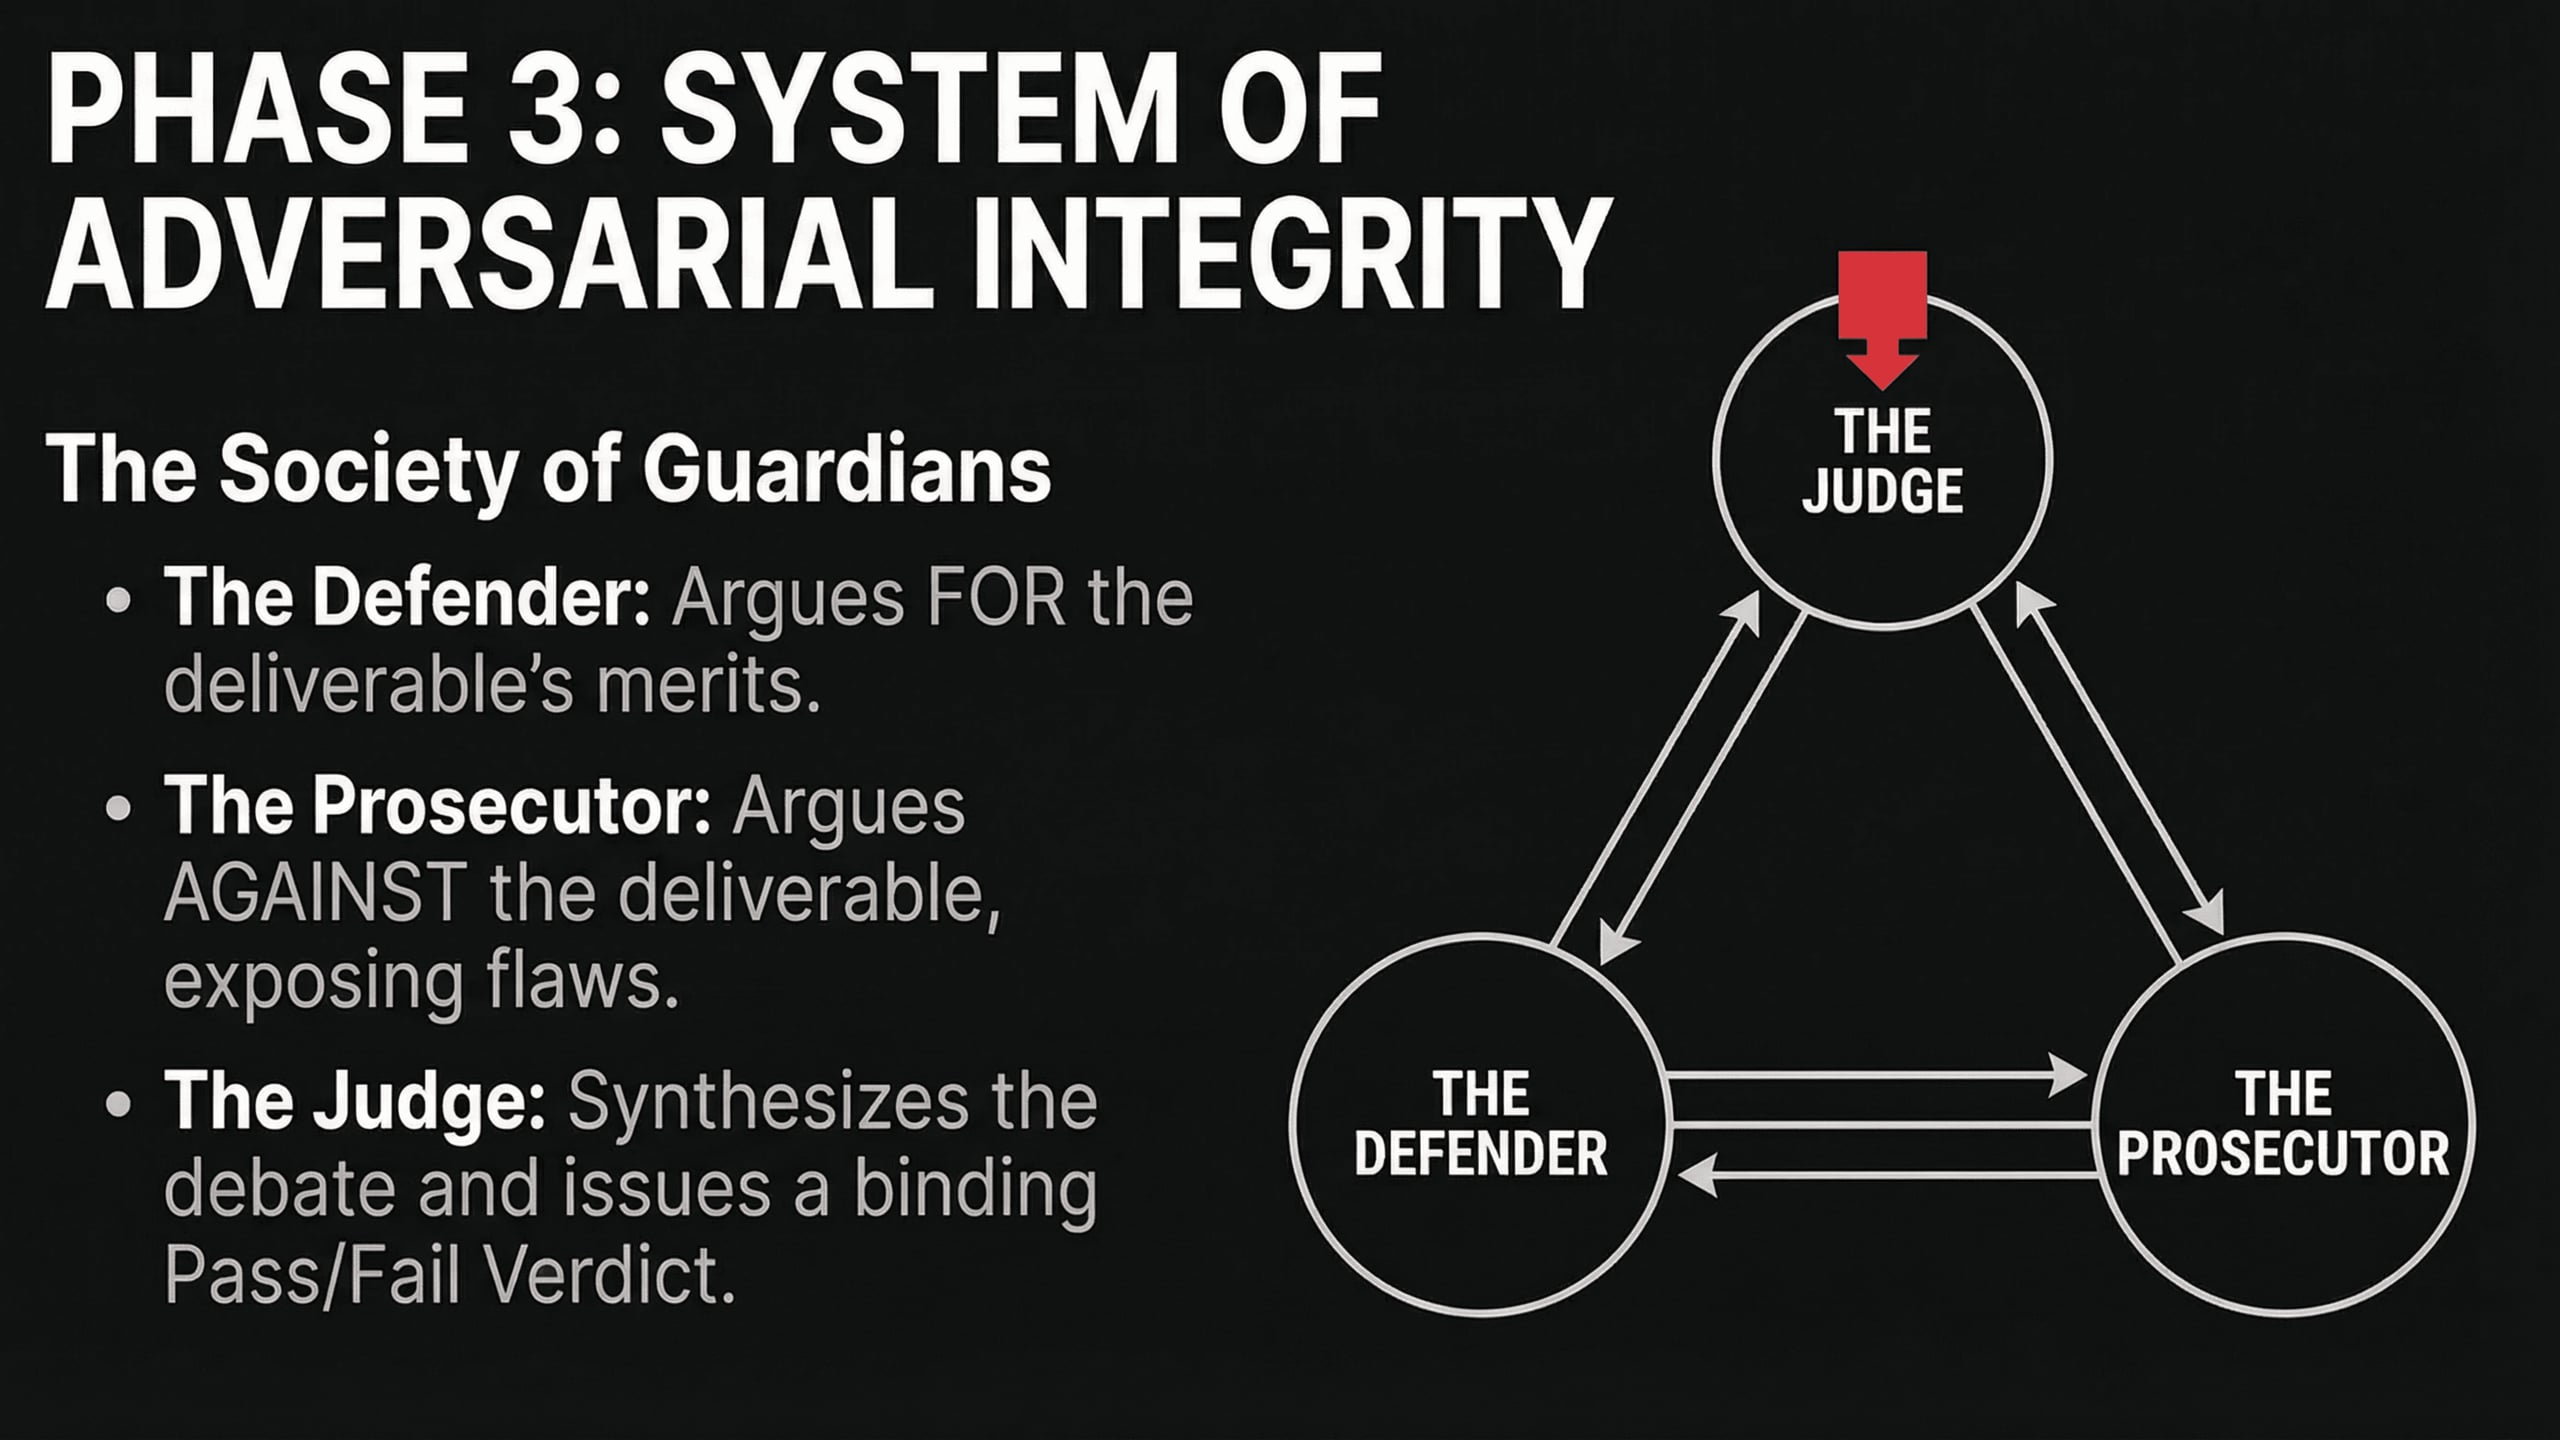 PHASE 3: SYSTEM OF
ADVERSARIAL INTEGRITY
The Society of Guardians
• The Defender: Argues FOR the
deliverable’s merits.
• The Prosecutor: Argues
AGAINST the deliverable,
exposing flaws.
• The Judge: Synthesizes the
debate and issues a binding
Pass/Fail Verdict.
THE
JUDGE
THE
DEFENDER
THE
PROSECUTOR